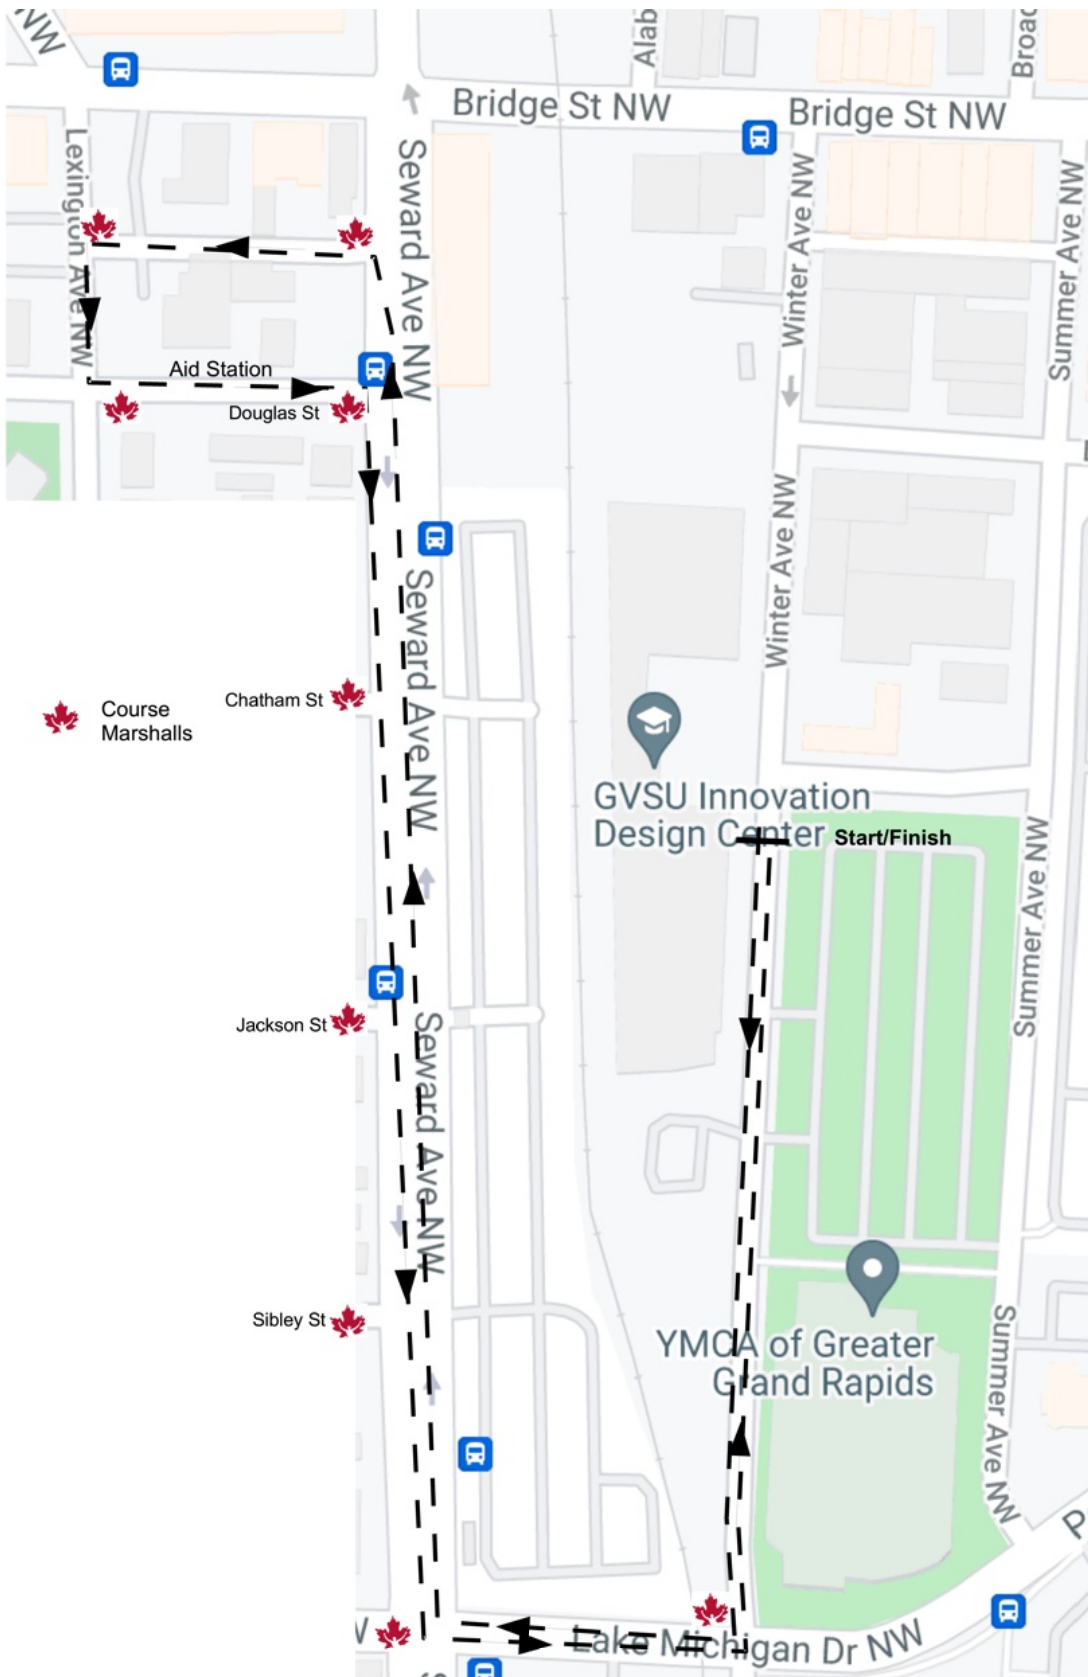 NW
Alab
Broad
Bridge St NW
Bridge St NW
Lexington Ave NW
Seward Ave NW
Winter Ave NW
Summer Ave NW
Aid Station
Douglas St
Winter Ave NW
Seward Ave NW
Chatham St
Course
Marshalls
GVSU Innovation
Design Center
Start/Finish
Summer Ave NW
Jackson St
Seward Ave NW
Sibley St
YMCA of Greater
Grand Rapids
Summer Ave NW
P
Lake Michigan Dr NW